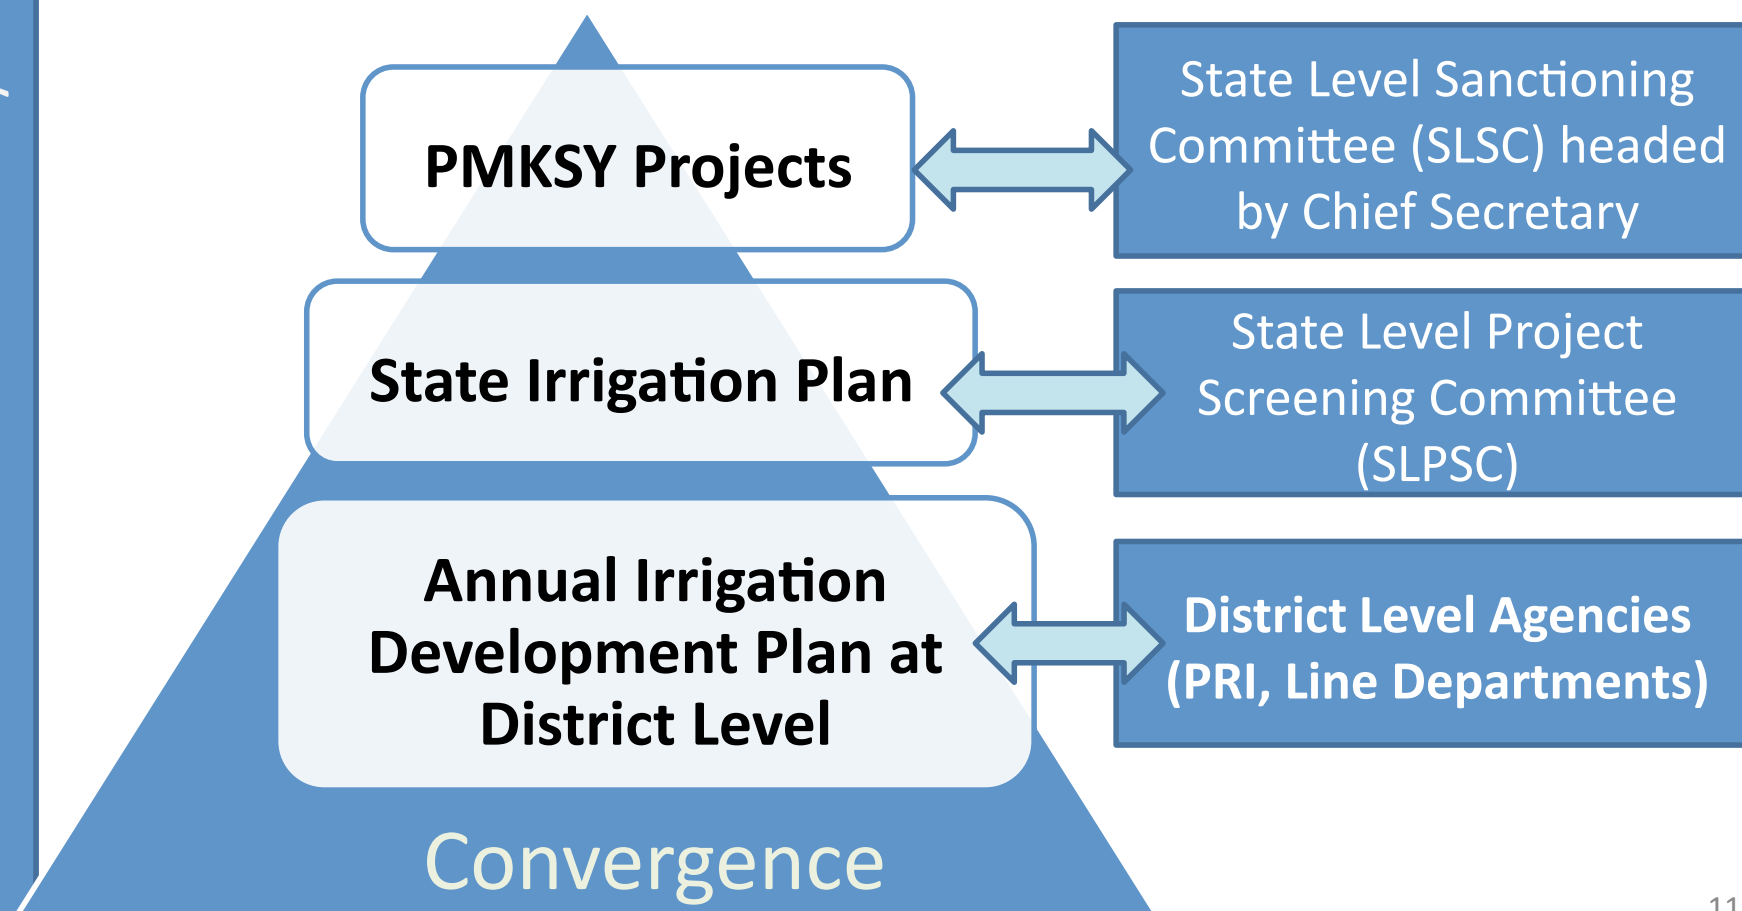 PMKSY Projects
State Level Sanctioning
Committee (SLSC) headed
by Chief Secretary
State Irrigation Plan
State Level Project
Screening Committee
(SLPSC)
Annual Irrigation
Development Plan at
District Level
District Level Agencies
(PRI, Line Departments)
Convergence
11